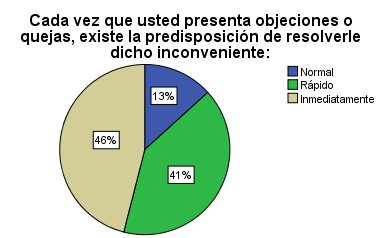 Cada vez que usted presenta objeciones o
quejas, existe la predisposición de resolverle
dicho inconveniente:
Normal
Rápido
Inmediatamente
13%
46%
41%